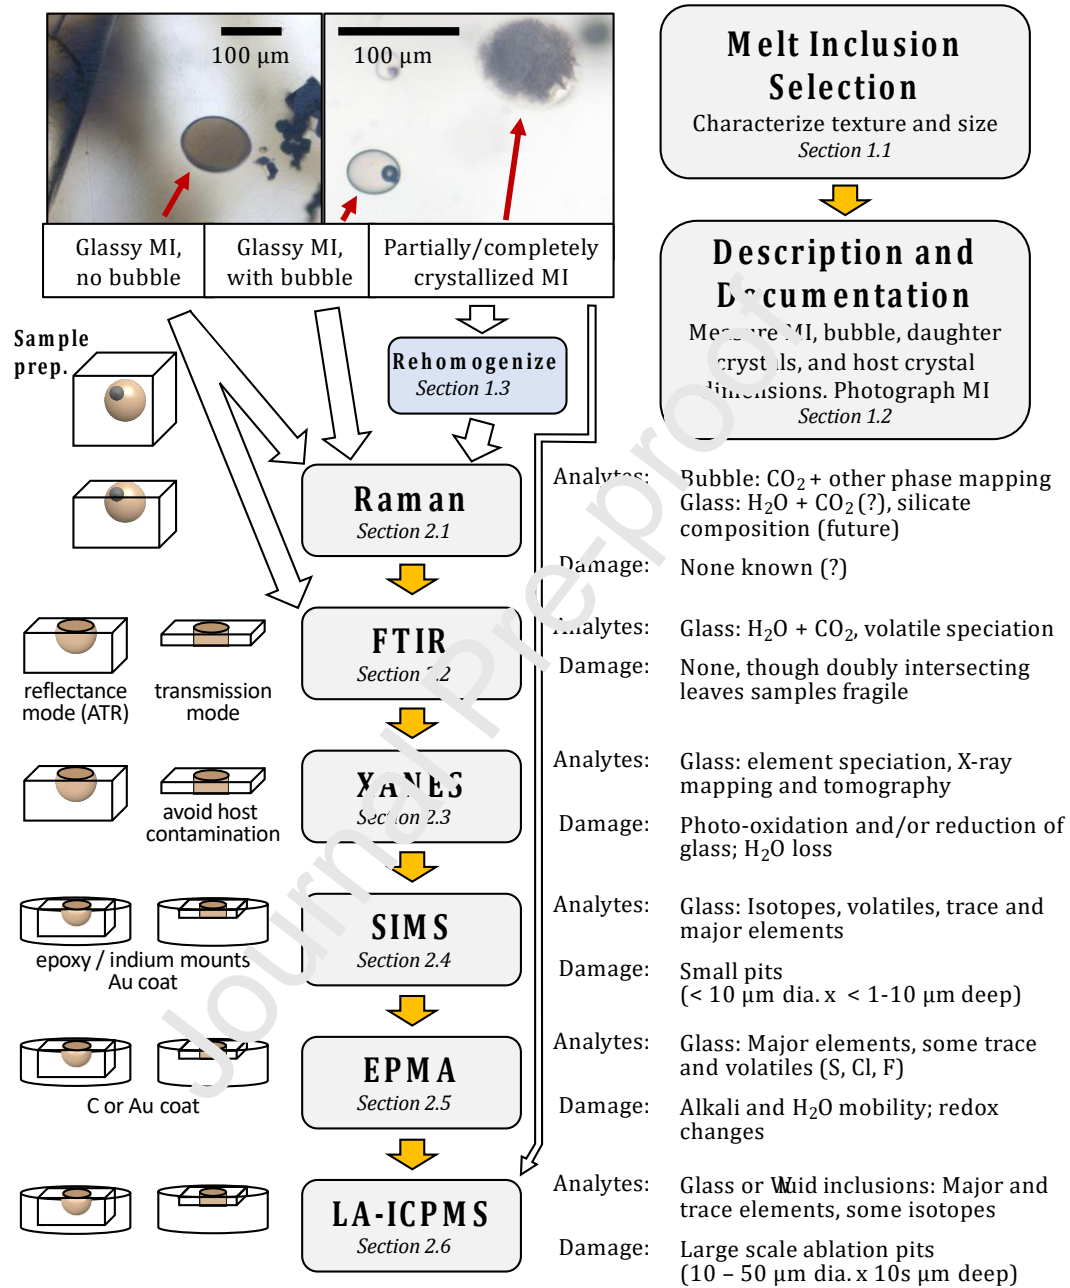 100 µm
100 µm
Glassy MI,
no bubble
Glassy MI,
with bubble
Partially/completely
crystallized MI
Melt Inclusion
Selection
Characterize texture and size
Section 1.1
Description and
Documentation
Measure MI, bubble, daughter
crystals, and host crystal
dimensions. Photograph MI
Section 1.2
Sample
prep.
Rehomogenize
Section 1.3
Raman
Section 2.1
Analytes:
Bubble: CO₂ + other phase mapping
Glass: H₂O + CO₂ (?), silicate
composition (future)
Damage:
None known (?)
reflectance
mode (ATR)
transmission
mode
FTIR
Section 2.2
Analytes:
Glass: H₂O + CO₂, volatile speciation
Damage:
None, though doubly intersecting
leaves samples fragile
avoid host
contamination
XANES
Section 2.3
Analytes:
Glass: element speciation, X-ray
mapping and tomography
Damage:
Photo-oxidation and/or reduction of
glass; H₂O loss
epoxy / indium mounts
Au coat
SIMS
Section 2.4
Analytes:
Glass: Isotopes, volatiles, trace and
major elements
Damage:
Small pits
(< 10 µm dia. x < 1-10 µm deep)
C or Au coat
EPMA
Section 2.5
Analytes:
Glass: Major elements, some trace
and volatiles (S, Cl, F)
Damage:
Alkali and H₂O mobility; redox
changes
LA-ICPMS
Section 2.6
Analytes:
Glass or inclusions: Major and
trace elements, some isotopes
Damage:
Large scale ablation pits
(10 – 50 µm dia. x 10s µm deep)
Journal Pre-proof